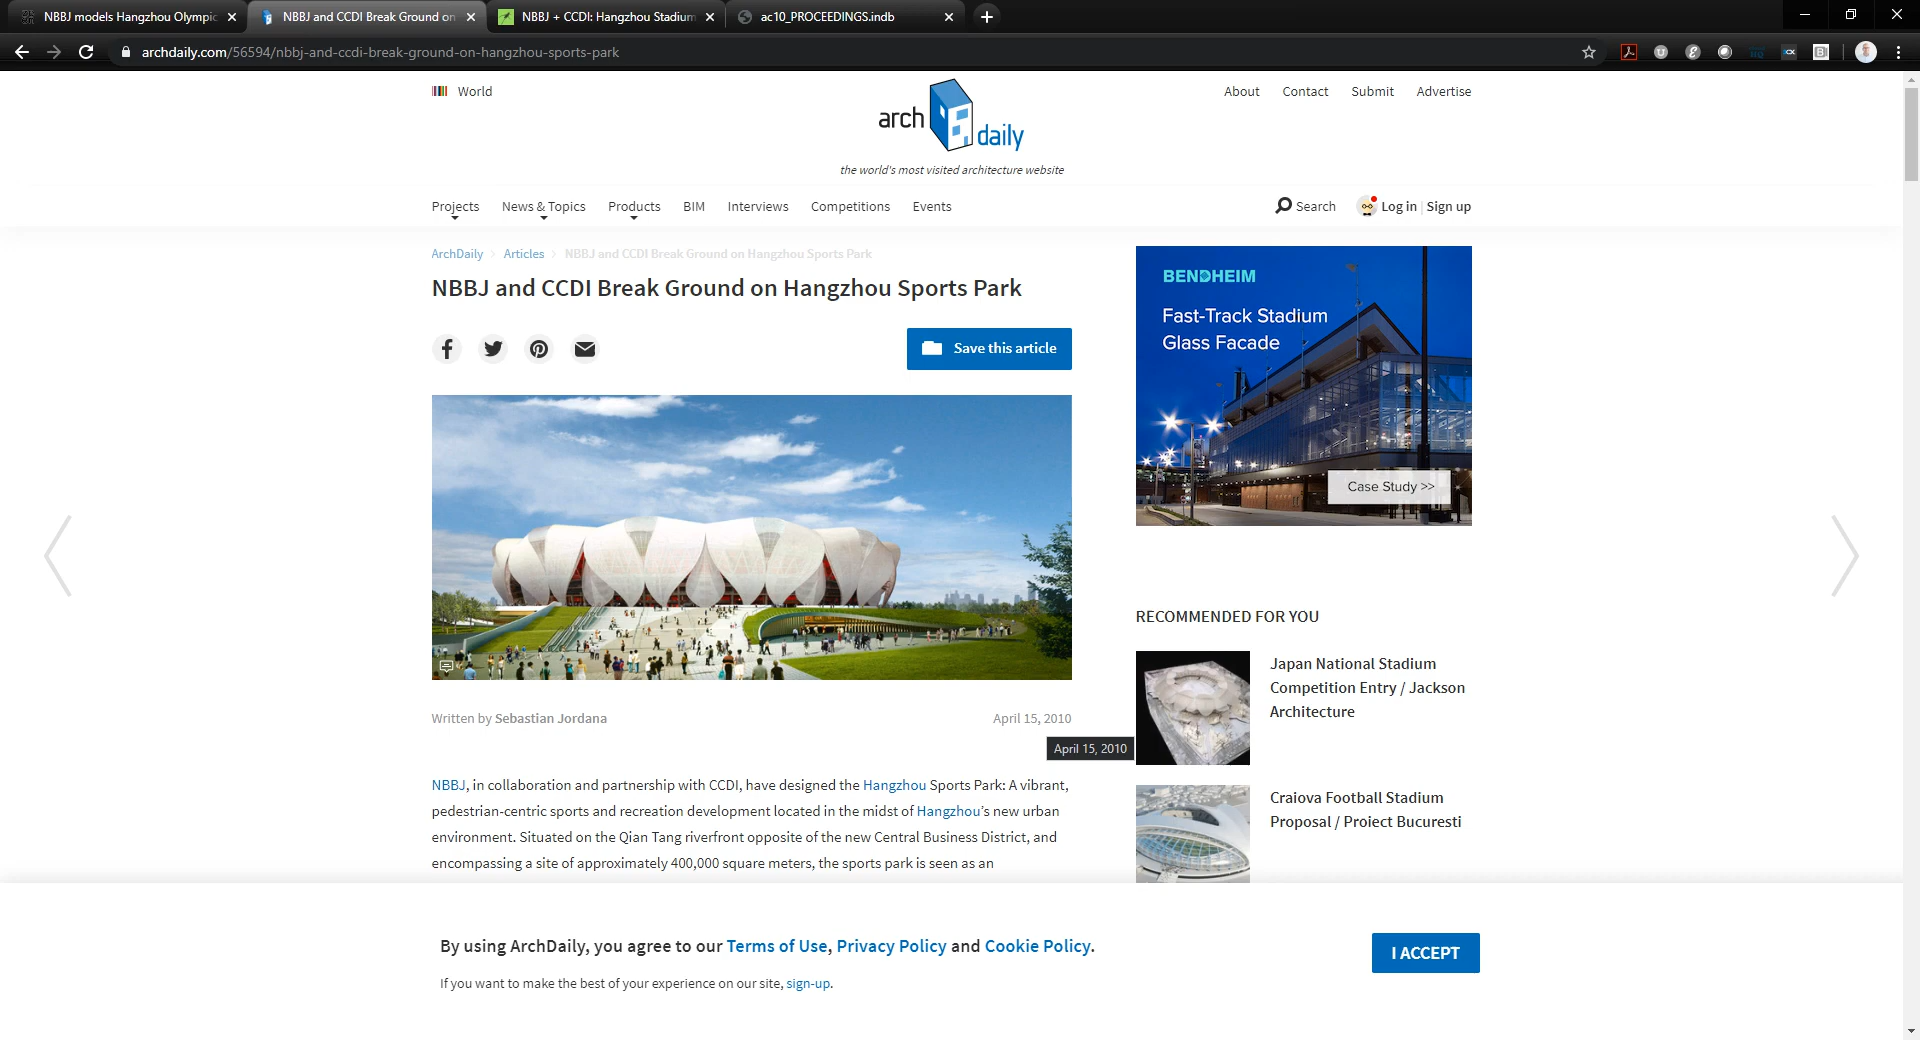 NBBJ models Hangzhou Olympic
NBBJ and CCDI Break Ground on
NBBJ + CCDI: Hangzhou Stadium
ac10_PROCEEDINGS.indb
archdaily.com/56594/nbbj-and-ccdi-break-ground-on-hangzhou-sports-park
World
arch daily
the world's most visited architecture website
About Contact Submit Advertise
Projects News & Topics Products BIM Interviews Competitions Events
Search Log in Sign up
ArchDaily Articles NBBJ and CCDI Break Ground on Hangzhou Sports Park
NBBJ and CCDI Break Ground on Hangzhou Sports Park
Save this article
Written by Sebastian Jordana
April 15, 2010
April 15, 2010
NBBJ, in collaboration and partnership with CCDI, have designed the Hangzhou Sports Park: A vibrant,
pedestrian-centric sports and recreation development located in the midst of Hangzhou's new urban
environment. Situated on the Qian Tang riverfront opposite of the new Central Business District, and
encompassing a site of approximately 400,000 square meters, the sports park is seen as an
BENDHEIM
Fast-Track Stadium
Glass Facade
Case Study >>
RECOMMENDED FOR YOU
Japan National Stadium
Competition Entry / Jackson
Architecture
Craiova Football Stadium
Proposal / Proiect Bucuresti
By using ArchDaily, you agree to our Terms of Use, Privacy Policy and Cookie Policy.
If you want to make the best of your experience on our site, sign-up.
I ACCEPT